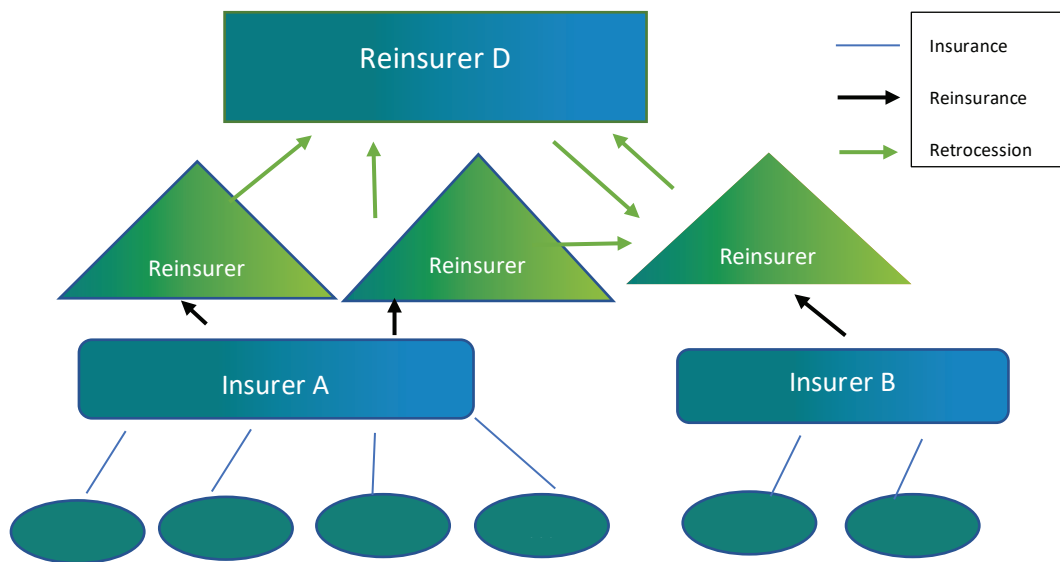 Reinsurer D
Insurance
Reinsurance
Retrocession
Reinsurer
Reinsurer
Reinsurer
Insurer A
Insurer B